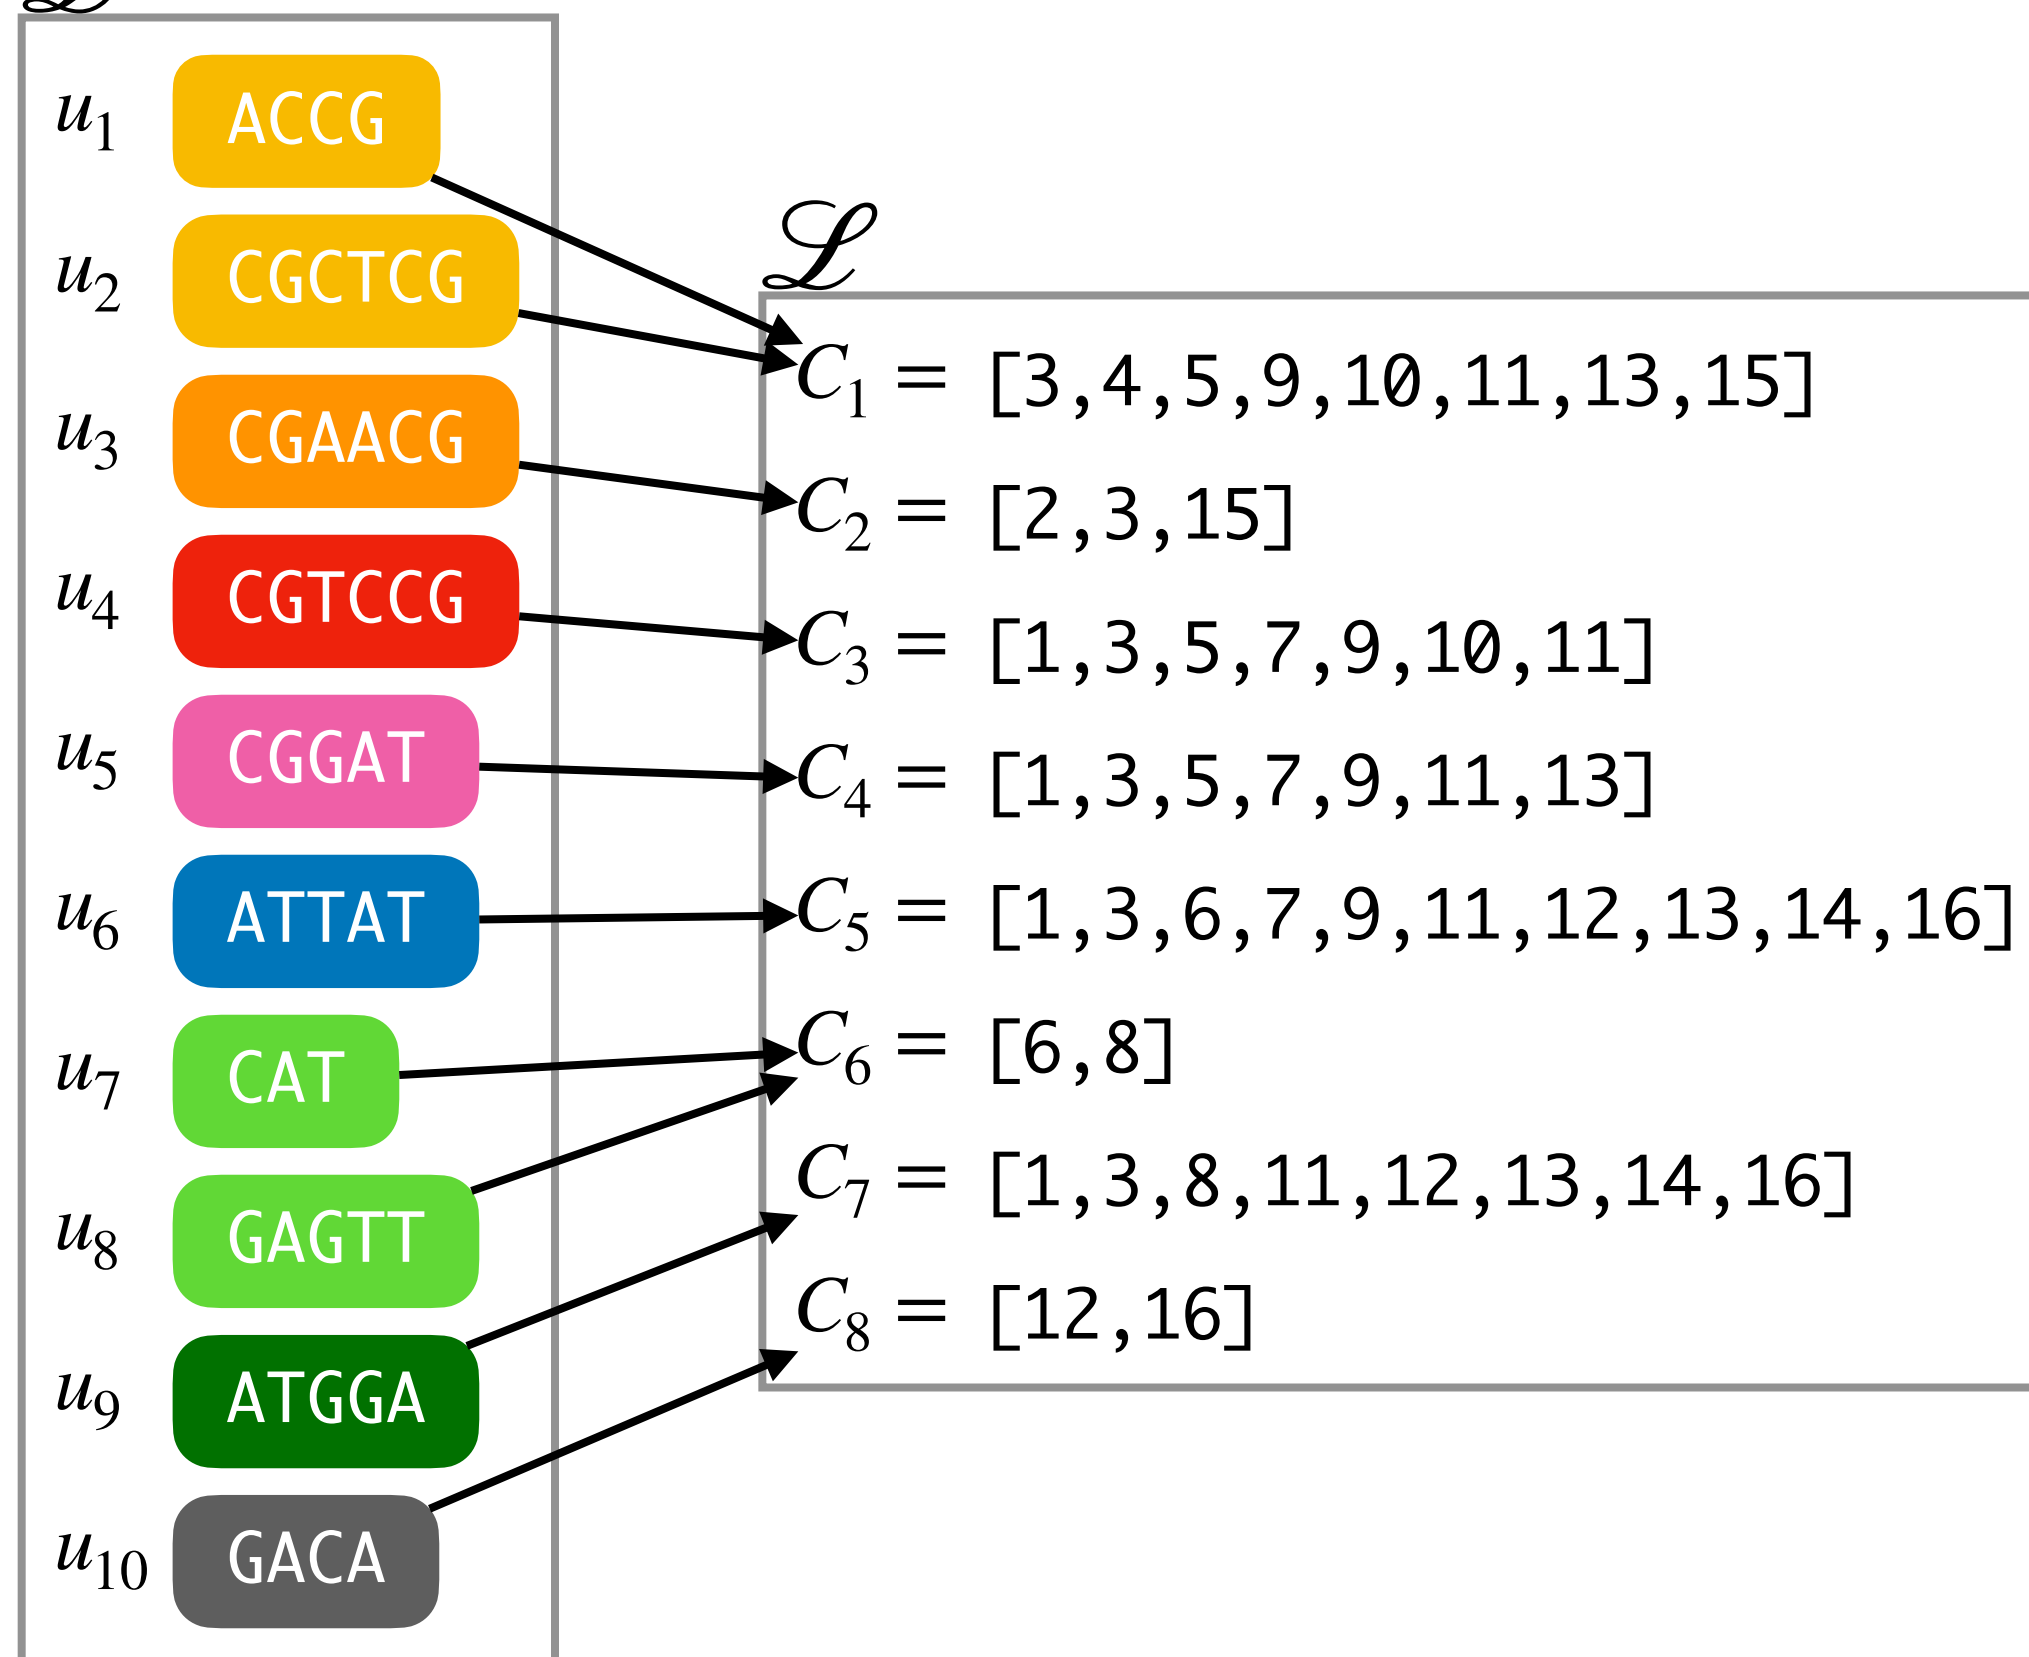 u1 ACCG
u2 CGCTCG
u3 CGAACG
u4 CGTCCG
u5 CGGAT
u6 ATTAT
u7 CAT
u8 GAGTT
u9 ATGGA
u10 GACA
ℒ
C1 = [3,4,5,9,10,11,13,15]
C2 = [2,3,15]
C3 = [1,3,5,7,9,10,11]
C4 = [1,3,5,7,9,11,13]
C5 = [1,3,6,7,9,11,12,13,14,16]
C6 = [6,8]
C7 = [1,3,8,11,12,13,14,16]
C8 = [12,16]